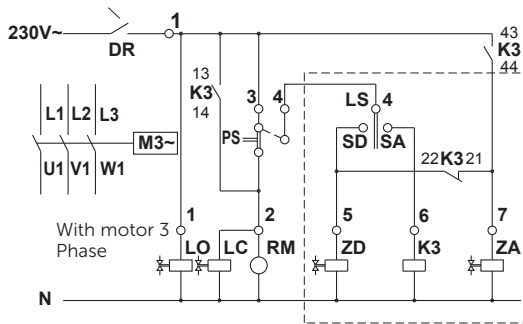 1
43
230V~
K3
DR
44
13
K3
14
3
4
LS
4
L1 L2 L3
M3~
PS
SD SA
22 K3 21
U1 V1 W1
With motor 3
Phase
1
2
5
6
7
LO
LC
RM
ZD
K3
ZA
N